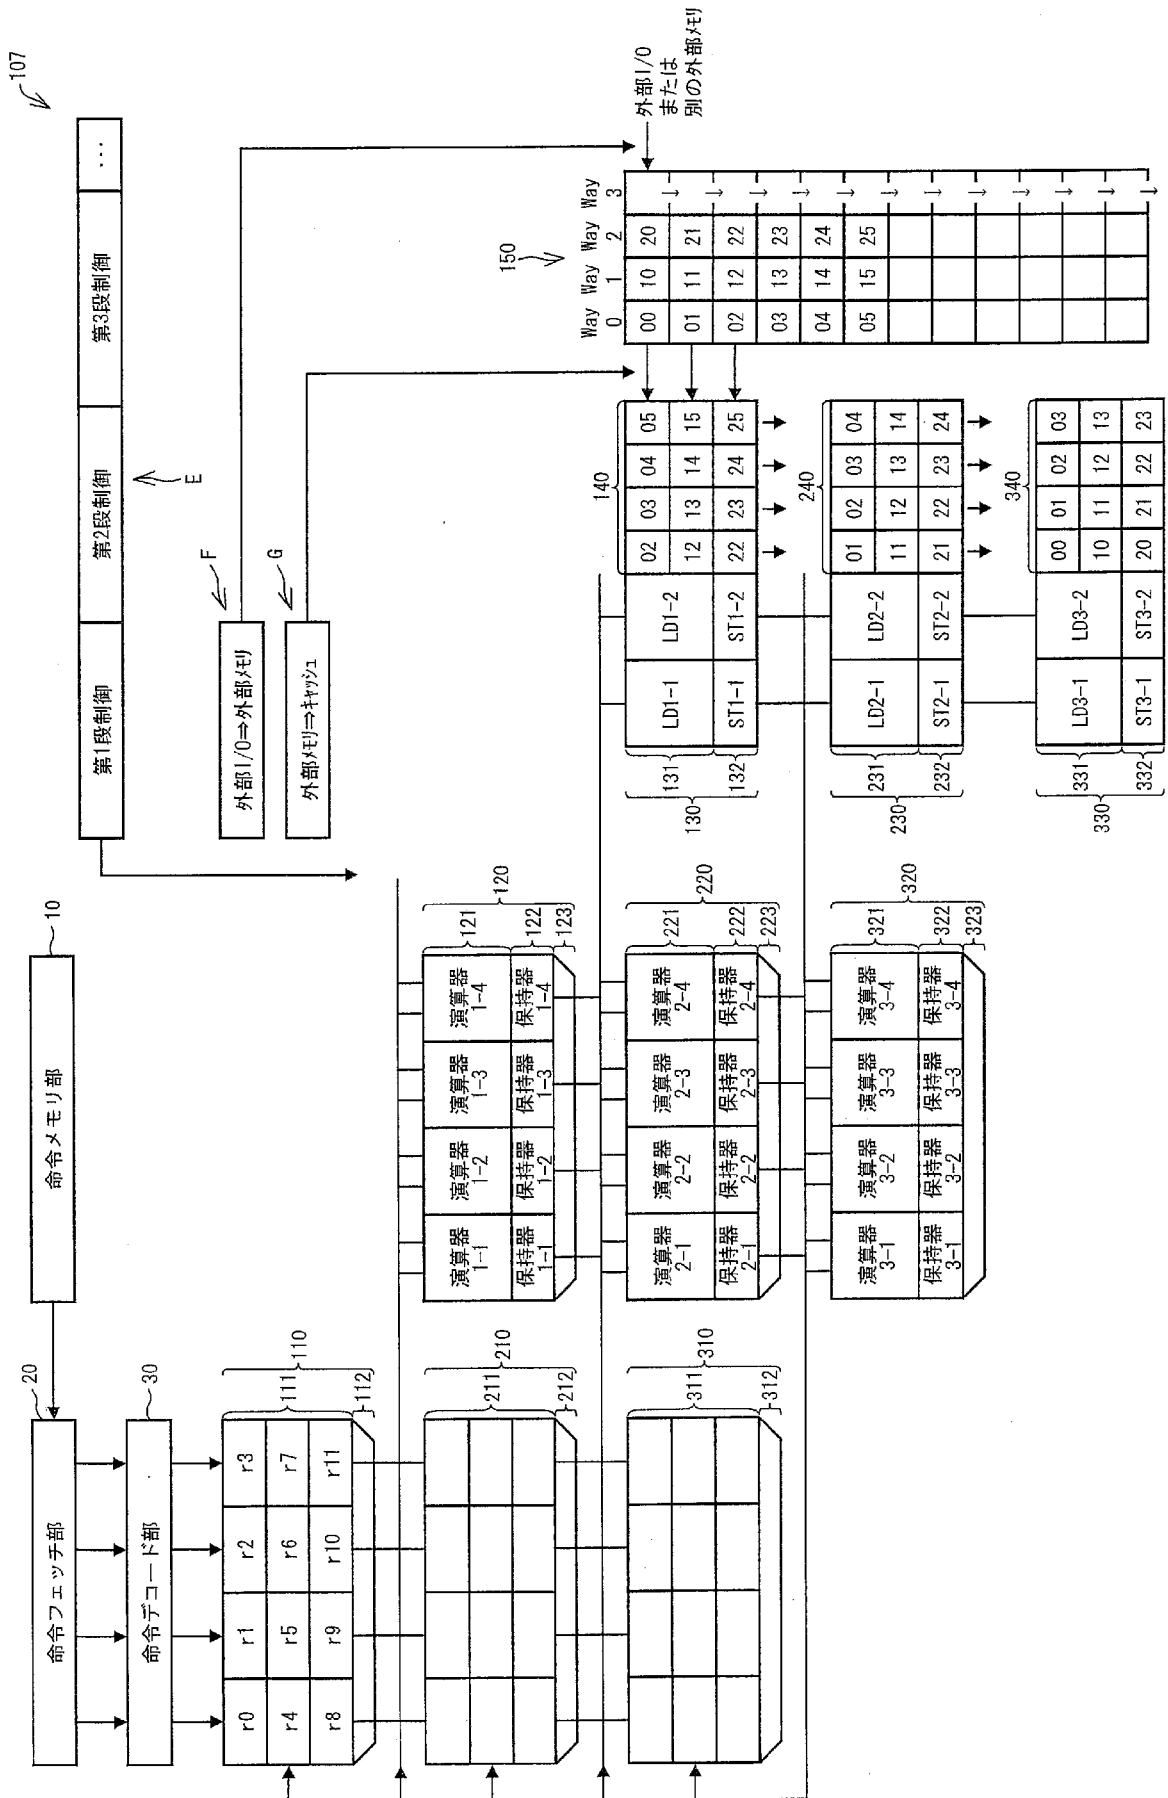 107
第1段制御 第2段制御 第3段制御 ...
E
外部I/O⇒外部メモリ
F
外部メモリ⇒キャッシュ
G
命令メモリ部
10
命令フェッチ部
20
命令デコード部
30
r0 r1 r2 r3
r4 r5 r6 r7
r8 r9 r10 r11
111
110
112
211
210
212
311
310
312
演算器 1-1 演算器 1-2 演算器 1-3 演算器 1-4
保持器 1-1 保持器 1-2 保持器 1-3 保持器 1-4
121
122
123
120
演算器 2-1 演算器 2-2 演算器 2-3 演算器 2-4
保持器 2-1 保持器 2-2 保持器 2-3 保持器 2-4
221
222
223
220
演算器 3-1 演算器 3-2 演算器 3-3 演算器 3-4
保持器 3-1 保持器 3-2 保持器 3-3 保持器 3-4
321
322
323
320
130
131
132
LD1-1 LD1-2
ST1-1 ST1-2
140
02 03 04 05
12 13 14 15
22 23 24 25
230
231
232
LD2-1 LD2-2
ST2-1 ST2-2
240
01 02 03 04
11 12 13 14
21 22 23 24
330
331
332
LD3-1 LD3-2
ST3-1 ST3-2
340
00 01 02 03
10 11 12 13
20 21 22 23
150
Way 0 Way 1 Way 2 Way 3
00 10 20
01 11 21
02 12 22
03 13 23
04 14 24
05 15 25
外部I/O
または
別の外部メモリ